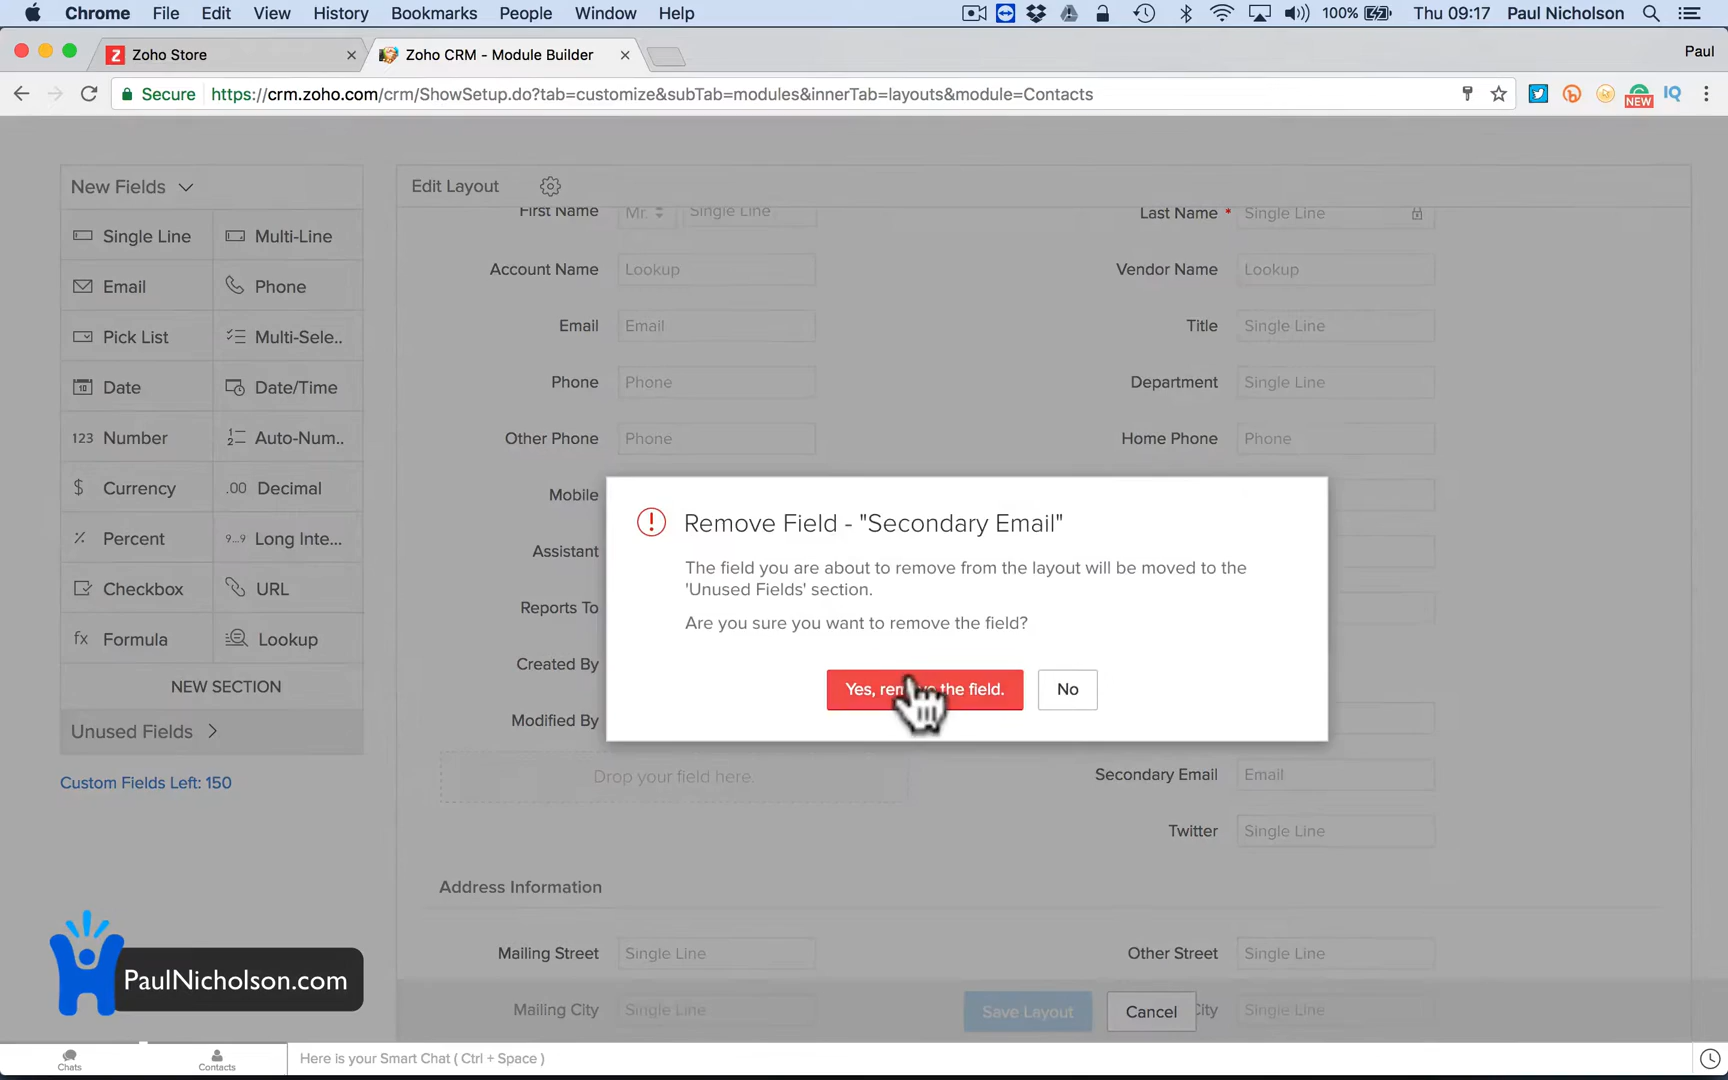 Chrome File Edit View History Bookmarks People Window Help 100% Thu 09:17 Paul Nicholson
Zoho Store Zoho CRM - Module Builder Paul
Secure https://crm.zoho.com/crm/ShowSetup.do?tab=customize&subTab=modules&innerTab=layouts&module=Contacts NEW IQ
New Fields
Edit Layout
First Name Mr. Single Line Last Name * Single Line
Single Line Multi-Line
Account Name Lookup Vendor Name Lookup
Email Phone
Email Email Title Single Line
Pick List Multi-Sele..
Phone Phone Department Single Line
Date Date/Time
Other Phone Phone Home Phone Phone
123 Number Auto-Num..
Mobile
$ Currency .00 Decimal
Remove Field - "Secondary Email"
Assistant
Percent 9...9 Long Inte...
The field you are about to remove from the layout will be moved to the
'Unused Fields' section.
Checkbox URL
Reports To
Are you sure you want to remove the field?
fx Formula Lookup
Created By
NEW SECTION
Yes, remove the field. No
Modified By
Unused Fields
Drop your field here. Secondary Email Email
Custom Fields Left: 150
Twitter Single Line
Address Information
Mailing Street Single Line Other Street Single Line
PaulNicholson.com
Mailing City Single Line Save Layout Cancel City Single Line
Chats Contacts Here is your Smart Chat ( Ctrl + Space )